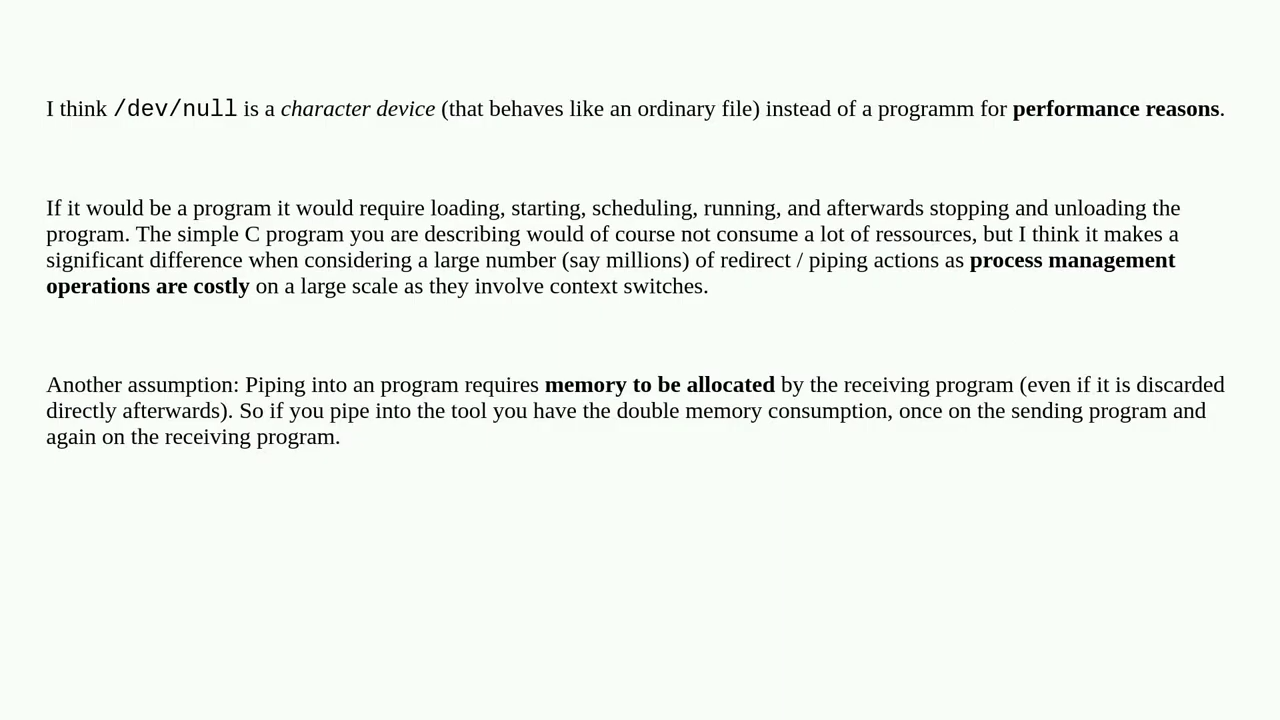 I think /dev/null is a character device (that behaves like an ordinary file) instead of a programm for performance reasons.
If it would be a program it would require loading, starting, scheduling, running, and afterwards stopping and unloading the
program. The simple C program you are describing would of course not consume a lot of ressources, but I think it makes a
significant difference when considering a large number (say millions) of redirect / piping actions as process management
operations are costly on a large scale as they involve context switches.
Another assumption: Piping into an program requires memory to be allocated by the receiving program (even if it is discarded
directly afterwards). So if you pipe into the tool you have the double memory consumption, once on the sending program and
again on the receiving program.